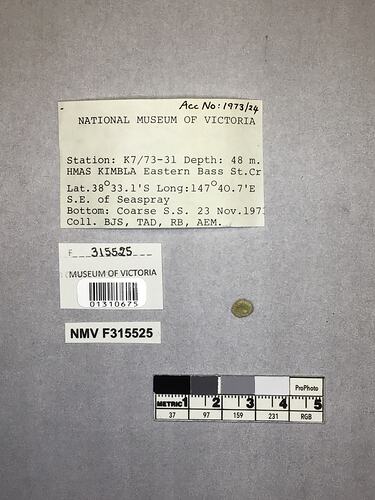 Acc No: 1973/24
NATIONAL MUSEUM OF VICTORIA
Station: K7/73-31 Depth: 48 m.
HMAS KIMBLA Eastern Bass St.Cr
Lat.38°33.1'S Long:147°40.7'E
S.E. of Seaspray
Bottom: Coarse S.S. 23 Nov.197
Coll. BJS, TAD, RB, AEM.
F 315525
MUSEUM OF VICTORIA
01310675
NMV F315525
ProPhoto
METRIC 1 2 3 4 5
37 97 159 231 RGB